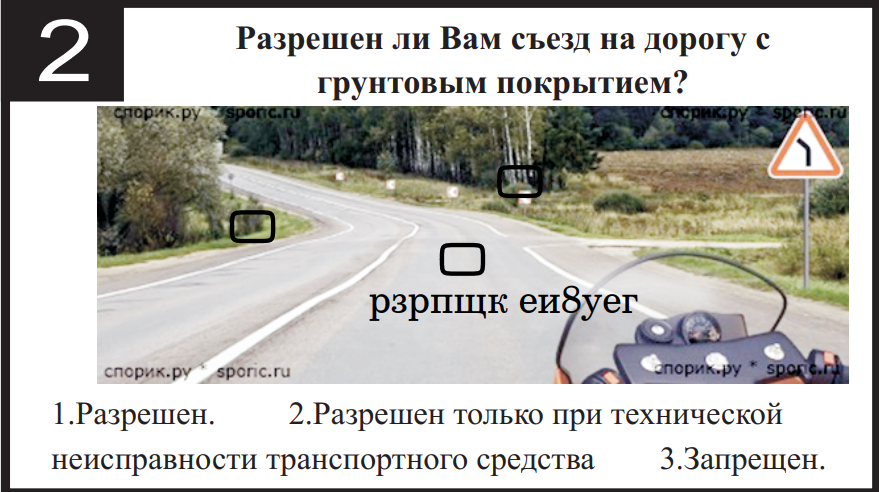 2
Разрешен ли Вам съезд на дорогу с
грунтовым покрытием?
спорик.ру * sporic.ru
спорик.ру * sporic.ru
рзрпщк еи8уег
спорик.ру * sporic.ru
спорик.ру * sporic.ru
1.Разрешен. 2.Разрешен только при технической
неисправности транспортного средства 3.Запрещен.